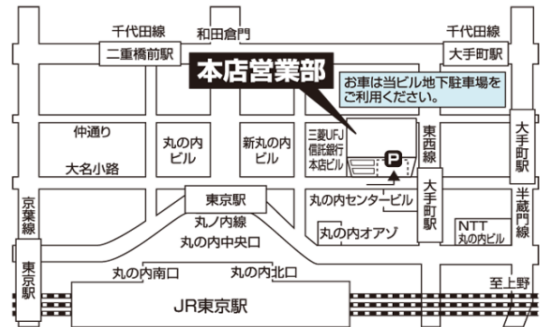 千代田線
和田倉門
千代田線
二重橋前駅
大手町駅
本店営業部
お車は当ビル地下駐車場を
ご利用ください。
仲通り
丸の内
ビル
新丸の内
ビル
三菱UFJ
信託銀行
本店ビル
P
東西線
大手町駅
大名小路
東京駅
丸の内センタービル
大手町駅
半蔵門線
京葉線
丸ノ内線
丸の内中央口
丸の内オアゾ
NTT
丸の内ビル
東京駅
丸の内南口
丸の内北口
至上野
JR東京駅